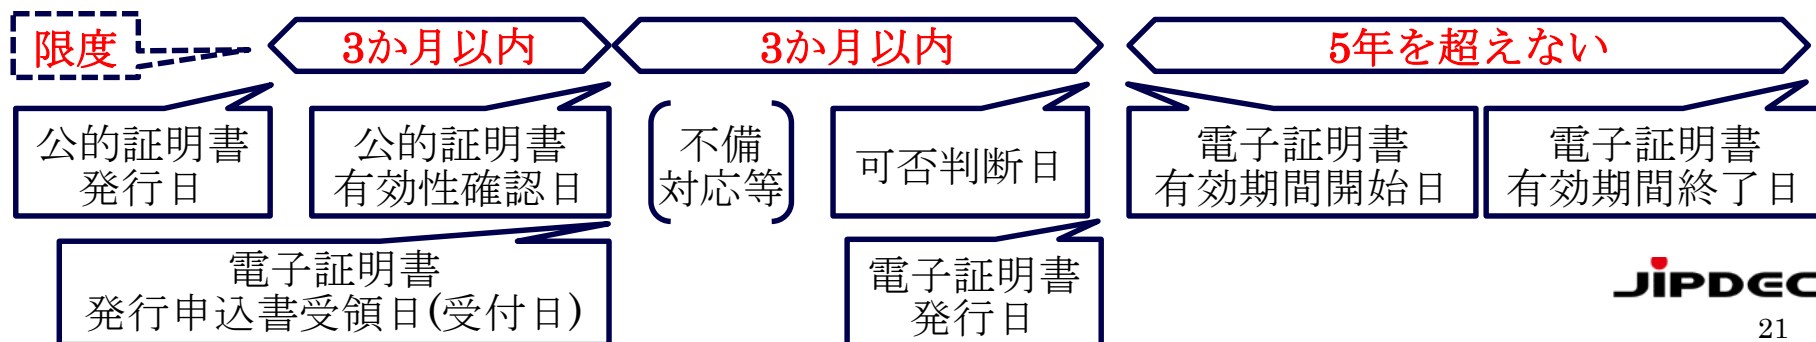 限度
3か月以内
3か月以内
5年を超えない
公的証明書
発行日
公的証明書
有効性確認日
不備
対応等
可否判断日
電子証明書
有効期間開始日
電子証明書
有効期間終了日
電子証明書
発行申込書受領日(受付日)
電子証明書
発行日
JIPDEC
21